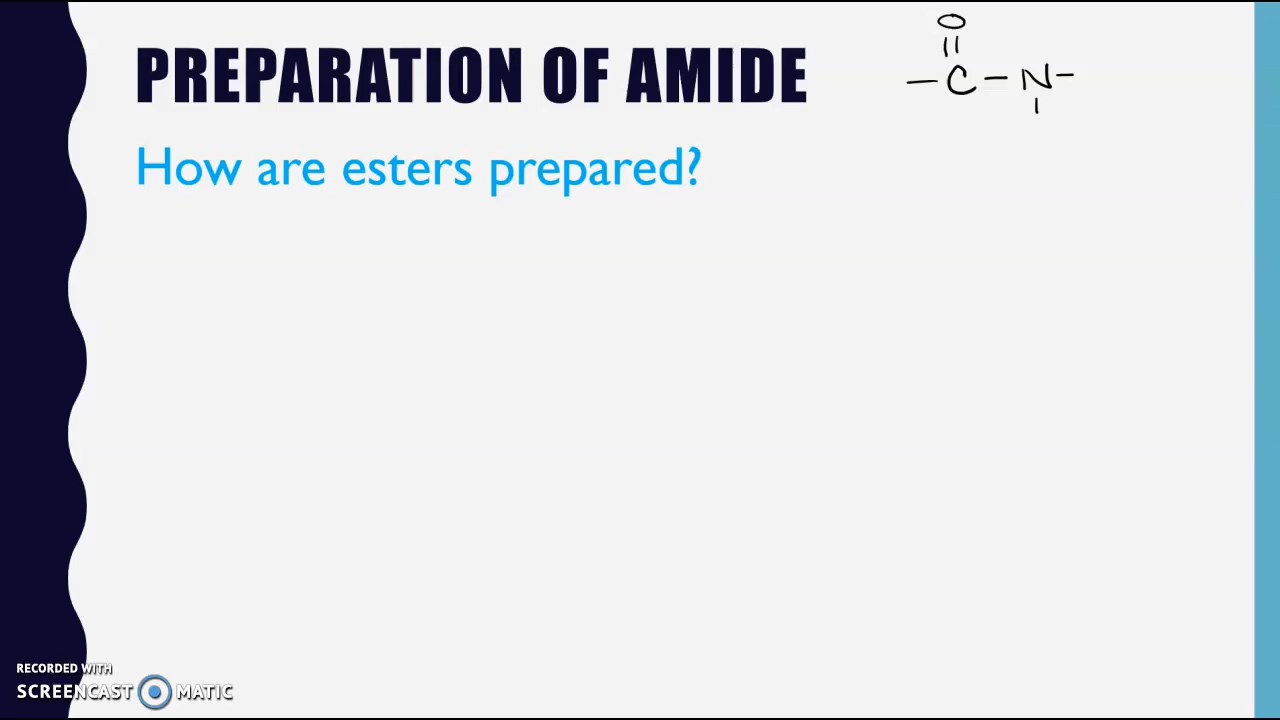 PREPARATION OF AMIDE
O
||
– C – N –
|
How are esters prepared?
RECORDED WITH
SCREENCAST MATIC